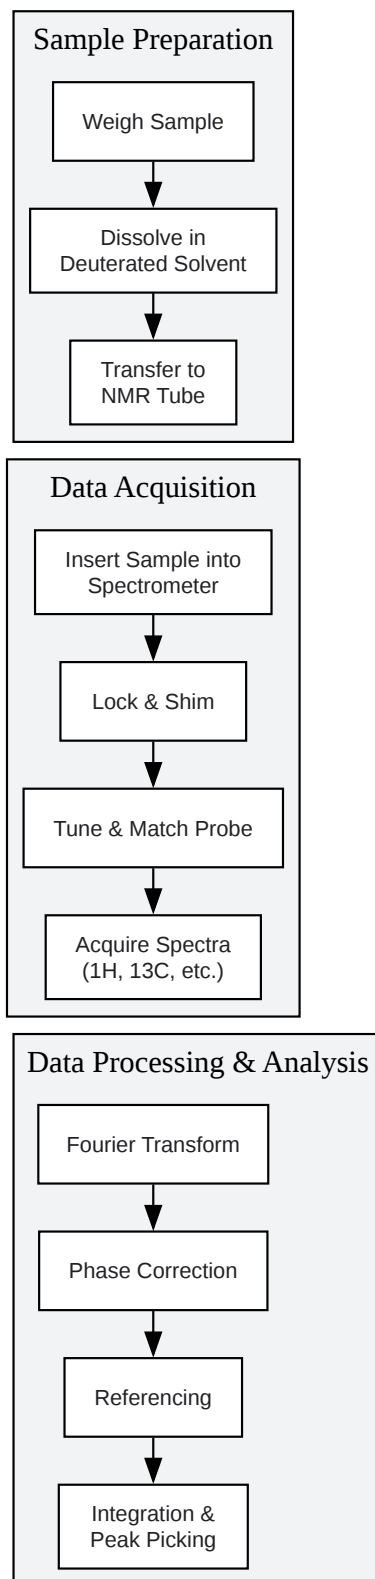 Sample Preparation
Weigh Sample
Dissolve in
Deuterated Solvent
Transfer to
NMR Tube
Data Acquisition
Insert Sample into
Spectrometer
Lock & Shim
Tune & Match Probe
Acquire Spectra
(1H, 13C, etc.)
Data Processing & Analysis
Fourier Transform
Phase Correction
Referencing
Integration &
Peak Picking